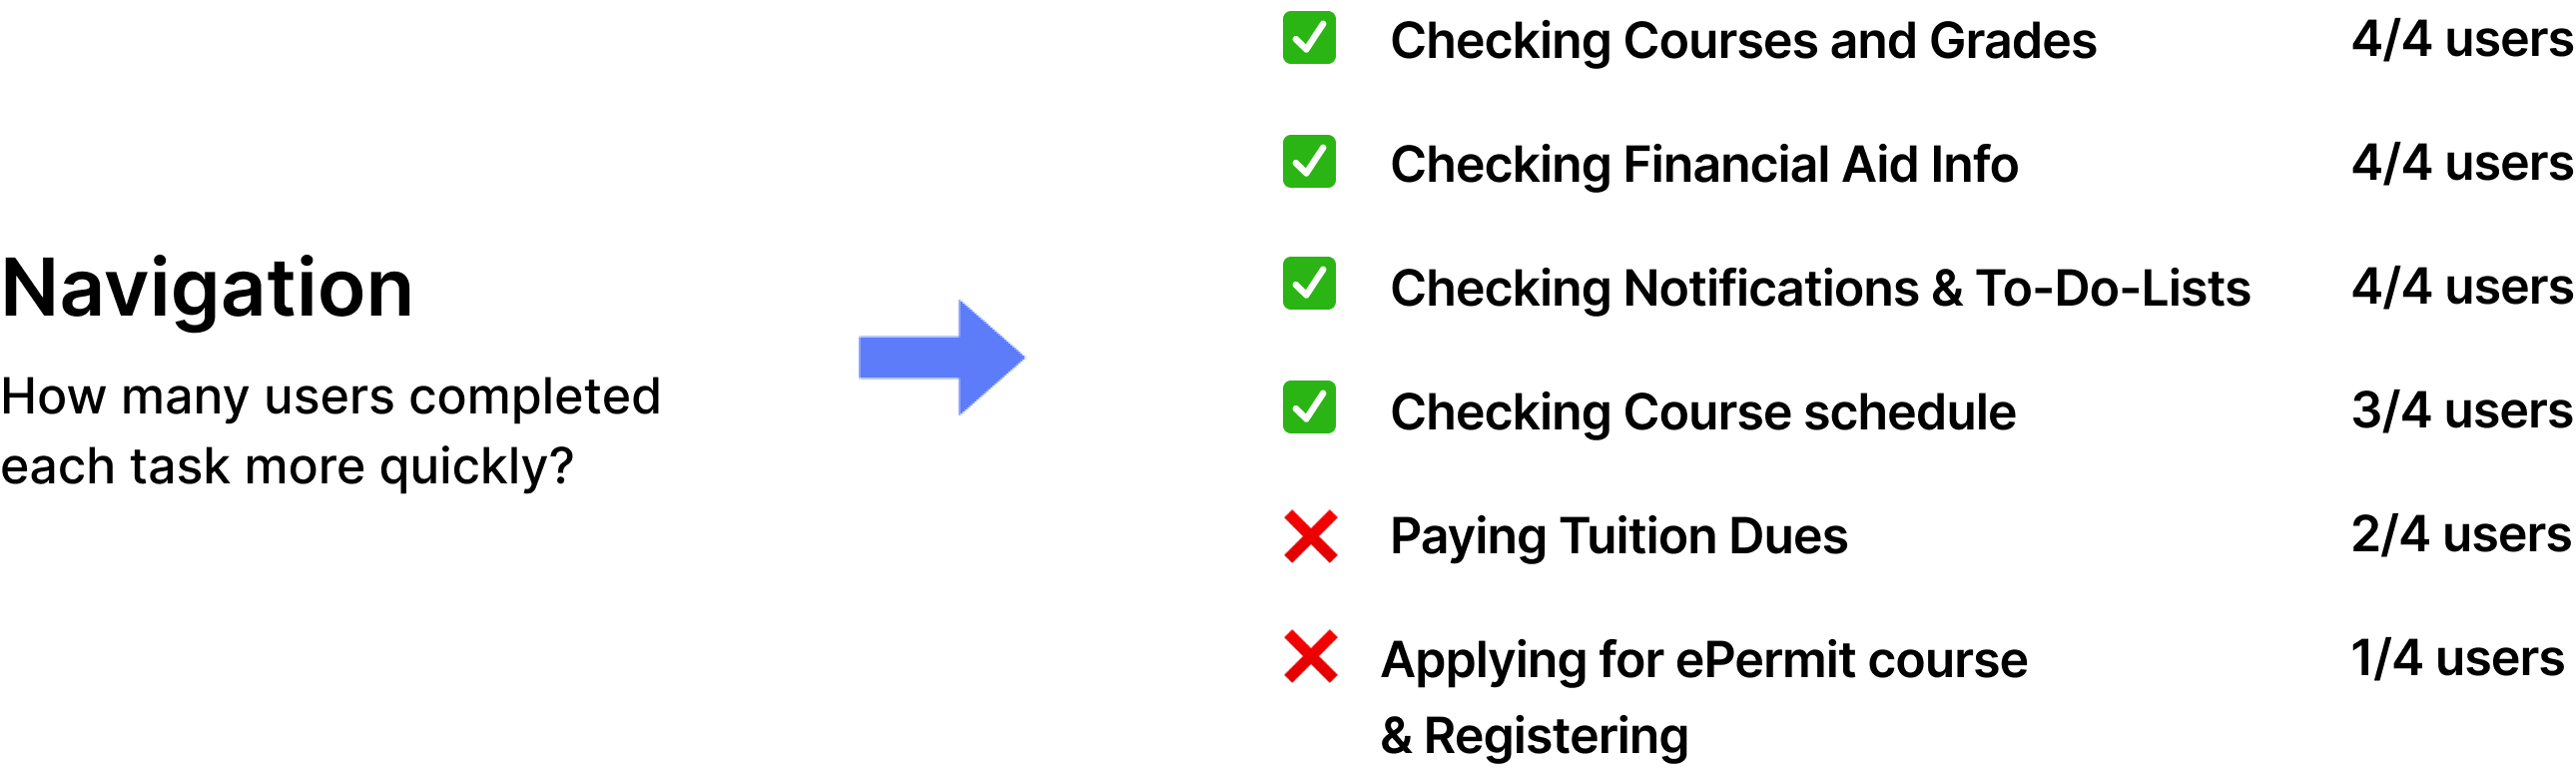 Navigation
How many users completed
each task more quickly?
Checking Courses and Grades 4/4 users
Checking Financial Aid Info 4/4 users
Checking Notifications & To-Do-Lists 4/4 users
Checking Course schedule 3/4 users
Paying Tuition Dues 2/4 users
Applying for ePermit course 1/4 users
& Registering